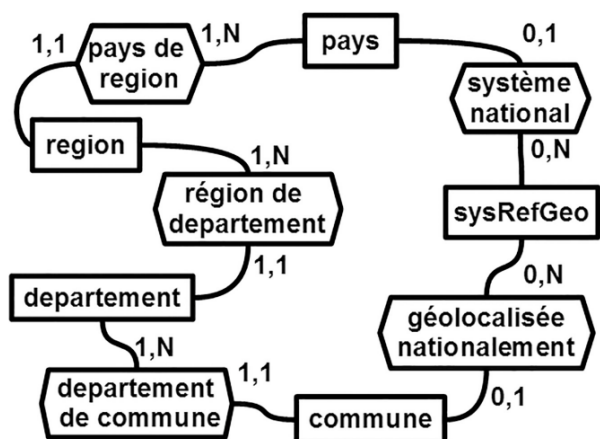 1,1
pays de
region
1,N
pays
0,1
système
national
0,N
region
1,N
région de
departement
1,1
sysRefGeo
0,N
departement
1,N
géolocalisée
nationalement
0,1
departement
de commune
1,1
commune